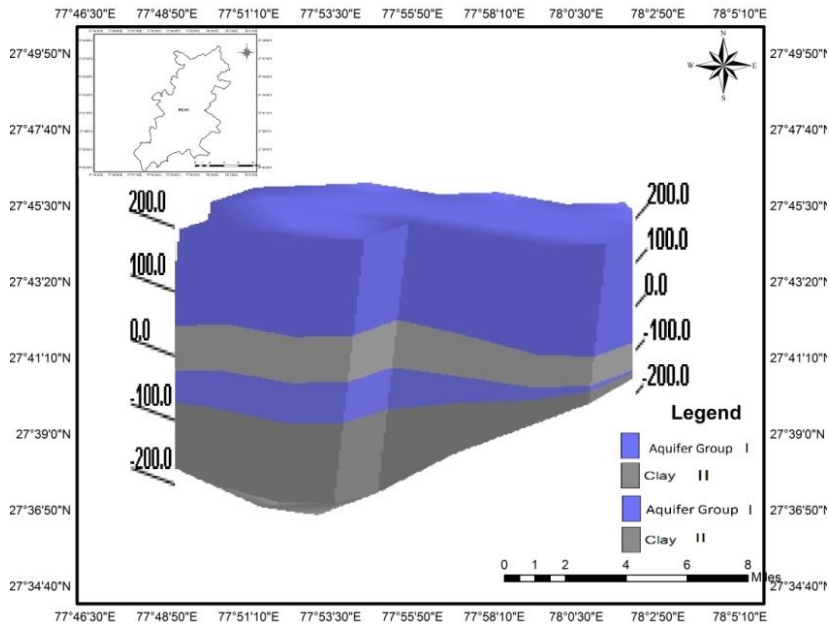 77°46'30"E 77°48'50"E 77°51'10"E 77°53'30"E 77°55'50"E 77°58'10"E 78°0'30"E 78°2'50"E 78°5'10"E
N
W E
S
27°49'50"N 27°49'50"N
27°47'40"N 27°47'40"N
27°45'30"N 27°45'30"N
27°43'20"N 27°43'20"N
27°41'10"N 27°41'10"N
27°39'0"N 27°39'0"N
27°36'50"N 27°36'50"N
27°34'40"N 27°34'40"N
200.0 200.0
100.0 100.0
0.0 0.0
-100.0 -100.0
-200.0 -200.0
Legend
Aquifer Group I
Clay II
Aquifer Group I
Clay II
0 1 2 4 6 8
Miles
77°46'30"E 77°48'50"E 77°51'10"E 77°53'30"E 77°55'50"E 77°58'10"E 78°0'30"E 78°2'50"E 78°5'10"E